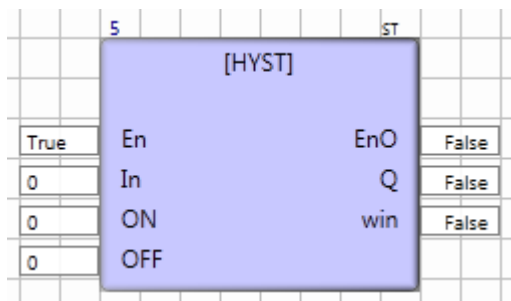 5 ST
[HYST]
True En EnO False
0 In Q False
0 ON win False
0 OFF